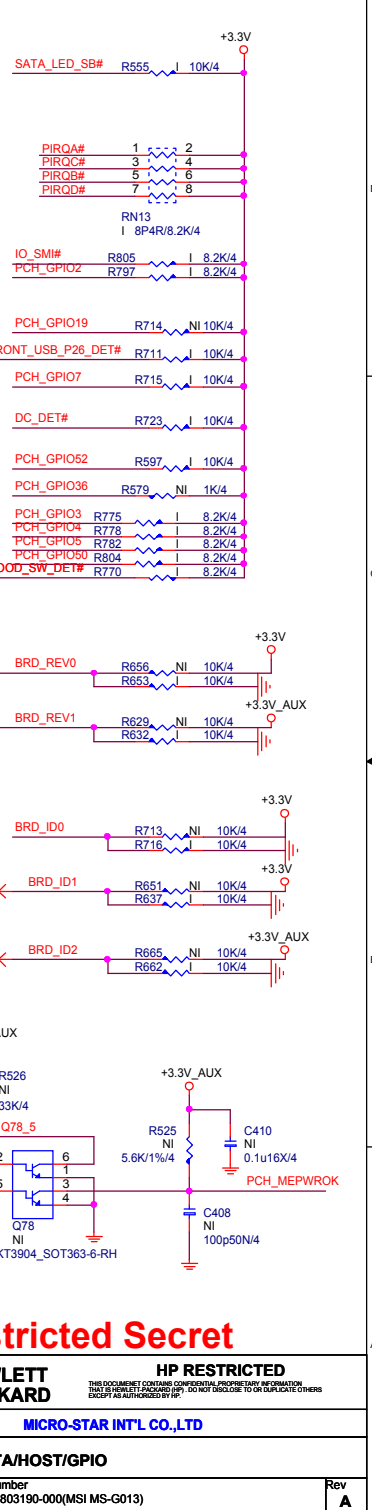 +3.3V
SATA_LED_SB# R555 I 10K/4
PIRQA# 1 2
PIRQC# 3 4
PIRQB# 5 6
PIRQD# 7 8
RN13
I 8P4R/8.2K/4
IO_SMI# R805 I 8.2K/4
PCH_GPIO2 R797 I 8.2K/4
PCH_GPIO19 R714 NI 10K/4
RONT_USB_P26_DET# R711 I 10K/4
PCH_GPIO7 R715 I 10K/4
DC_DET# R723 I 10K/4
PCH_GPIO52 R597 I 10K/4
PCH_GPIO36 R579 NI 1K/4
PCH_GPIO3 R775 I 8.2K/4
PCH_GPIO4 R778 I 8.2K/4
PCH_GPIO5 R782 I 8.2K/4
PCH_GPIO50 R804 I 8.2K/4
OOD_SW_DET# R770 I 8.2K/4
+3.3V
BRD_REV0 R656 NI 10K/4
R653 I 10K/4
+3.3V_AUX
BRD_REV1 R629 NI 10K/4
R632 I 10K/4
+3.3V
BRD_ID0 R713 NI 10K/4
R716 I 10K/4
+3.3V
BRD_ID1 R651 NI 10K/4
R637 I 10K/4
+3.3V_AUX
BRD_ID2 R665 NI 10K/4
R662 I 10K/4
UX
+3.3V_AUX
R526
NI
33K/4
Q78_5
R525
NI
5.6K/1%/4
C410
NI
0.1u16X/4
2 6
1
5 3
4
PCH_MEPWROK
Q78
NI
KT3904_SOT363-6-RH
C408
NI
100p50N/4
tricted Secret
LETT
KARD
HP RESTRICTED
THIS DOCUMENET CONTAINS CONFIDENTIAL,PROPRIETARY INFORMATION
THAT IS HEWLETT-PACKARD (HP) . DO NOT DISCLOSE TO OR DUPLICATE OTHERS
EXCEPT AS AUTHORIZED BY HP.
MICRO-STAR INT'L CO.,LTD
TA/HOST/GPIO
umber
803190-000(MSI MS-G013)
Rev
A